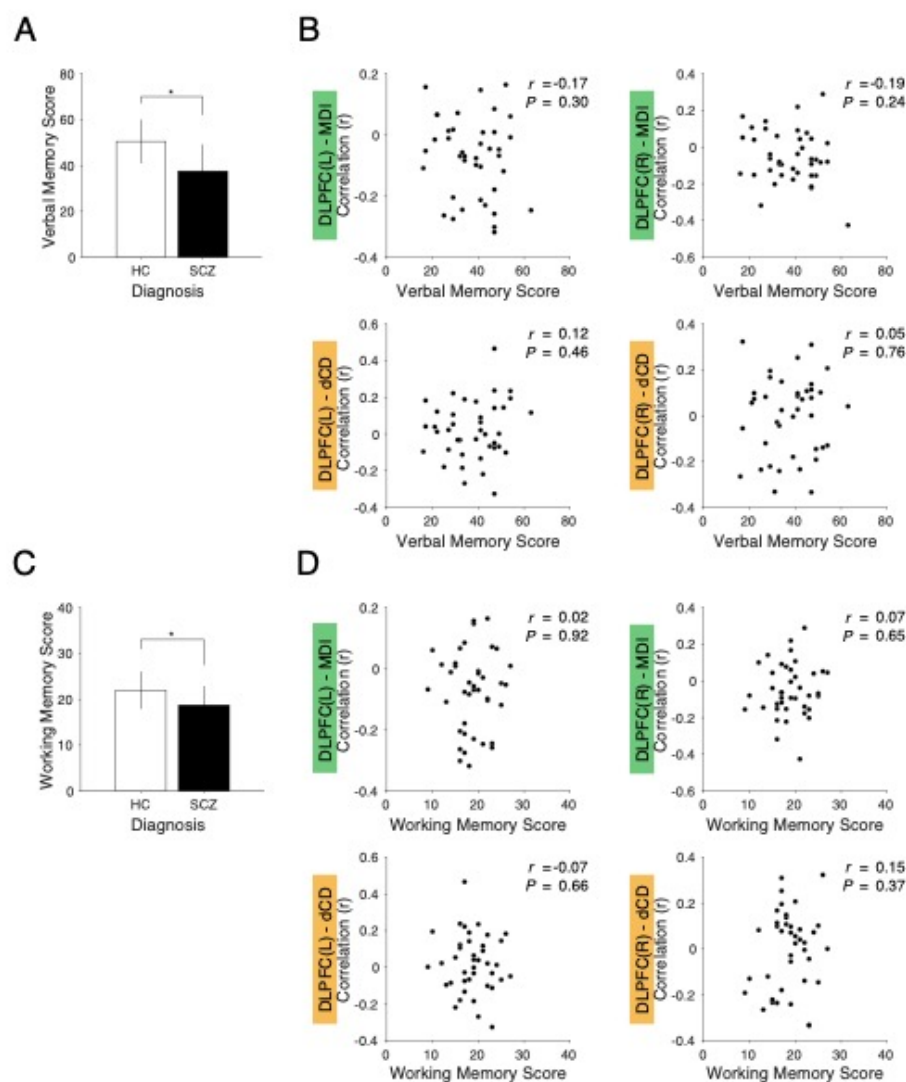 A
Verbal Memory Score
80
60
40
20
0
*
HC SCZ
Diagnosis
B
DLPFC(L) - MDI
Correlation (r)
0.2
0
-0.2
-0.4
r =-0.17
P = 0.30
0 20 40 60 80
Verbal Memory Score
DLPFC(R) - MDI
Correlation (r)
0.4
0.2
0
-0.2
-0.4
-0.6
r =-0.19
P = 0.24
0 20 40 60 80
Verbal Memory Score
DLPFC(L) - dCD
Correlation (r)
0.6
0.4
0.2
0
-0.2
-0.4
r = 0.12
P = 0.46
0 20 40 60 80
Verbal Memory Score
DLPFC(R) - dCD
Correlation (r)
0.4
0.2
0
-0.2
-0.4
r = 0.05
P = 0.76
0 20 40 60 80
Verbal Memory Score
C
Working Memory Score
40
30
20
10
0
*
HC SCZ
Diagnosis
D
DLPFC(L) - MDI
Correlation (r)
0.2
0
-0.2
-0.4
r = 0.02
P = 0.92
0 10 20 30 40
Working Memory Score
DLPFC(R) - MDI
Correlation (r)
0.4
0.2
0
-0.2
-0.4
-0.6
r = 0.07
P = 0.65
0 10 20 30 40
Working Memory Score
DLPFC(L) - dCD
Correlation (r)
0.6
0.4
0.2
0
-0.2
-0.4
r =-0.07
P = 0.66
0 10 20 30 40
Working Memory Score
DLPFC(R) - dCD
Correlation (r)
0.4
0.2
0
-0.2
-0.4
r = 0.15
P = 0.37
0 10 20 30 40
Working Memory Score